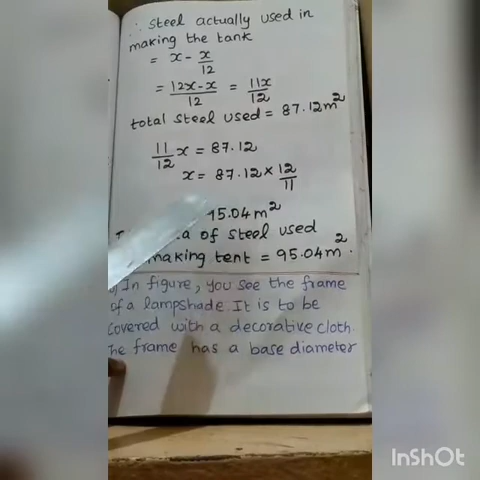 ∴ Steel actually used in
making the tank
= x - x/12
= 12x-x/12 = 11x/12
total steel used = 87.12m²
11/12 x = 87.12
x = 87.12 × 12/11
95.04m²
of steel used
making tent = 95.04m².
In figure, you see the frame
of a lampshade. It is to be
Covered with a decorative cloth.
The frame has a base diameter
InShOt